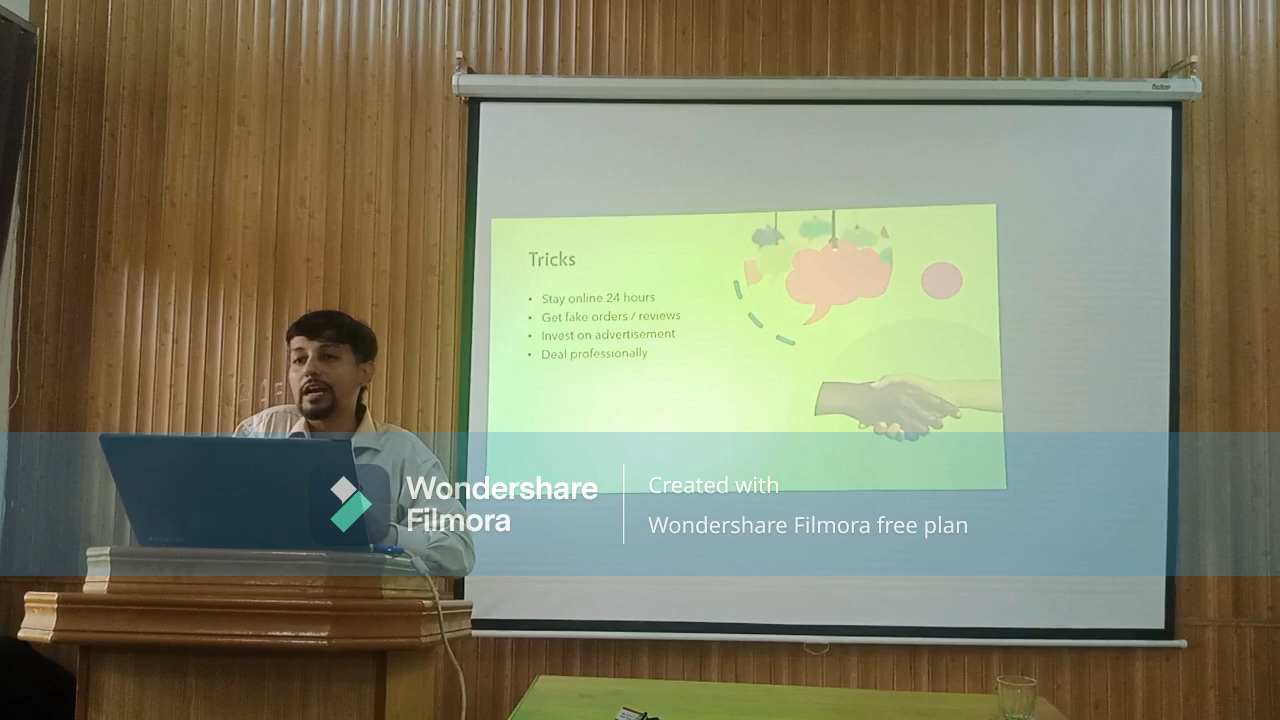 Tricks
• Stay online 24 hours
• Get fake orders / reviews
• Invest on advertisement
• Deal professionally
Wondershare
Filmora
Created with
Wondershare Filmora free plan